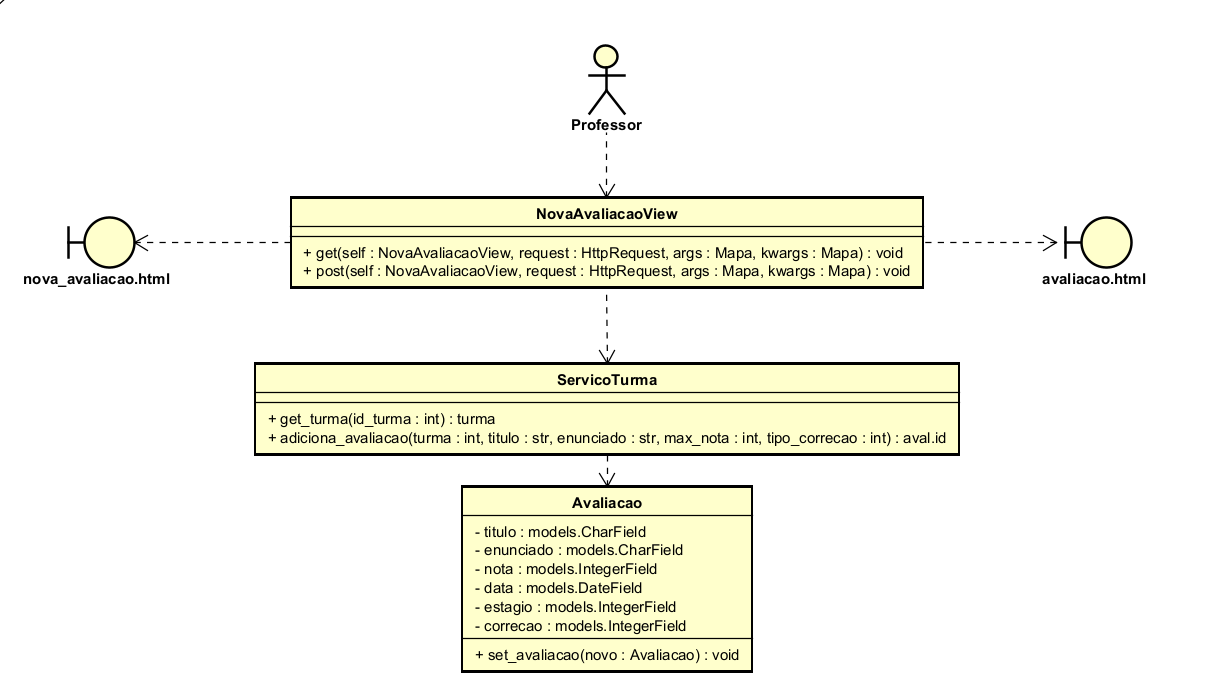 Professor
NovaAvaliacaoView
+ get(self : NovaAvaliacaoView, request : HttpRequest, args : Mapa, kwargs : Mapa) : void
+ post(self : NovaAvaliacaoView, request : HttpRequest, args : Mapa, kwargs : Mapa) : void
nova_avaliacao.html
avaliacao.html
ServicoTurma
+ get_turma(id_turma : int) : turma
+ adiciona_avaliacao(turma : int, titulo : str, enunciado : str, max_nota : int, tipo_correcao : int) : aval.id
Avaliacao
- titulo : models.CharField
- enunciado : models.CharField
- nota : models.IntegerField
- data : models.DateField
- estagio : models.IntegerField
- correcao : models.IntegerField
+ set_avaliacao(novo : Avaliacao) : void